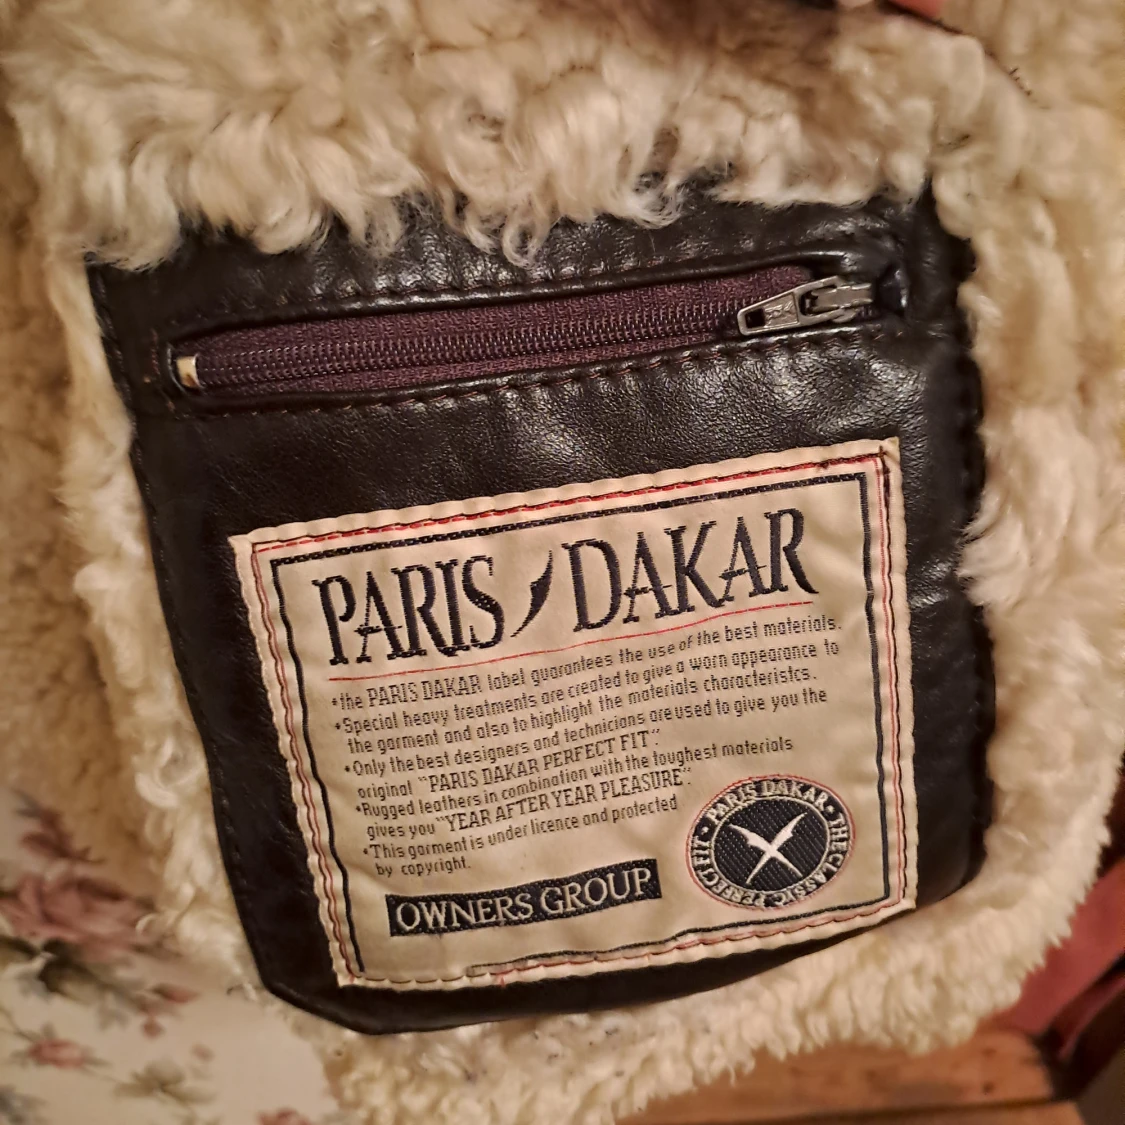 PARIS DAKAR
•the PARIS DAKAR label guarantees the use of the best materials.
•Special heavy treatments are created to give a worn appearance to
the garment and also to highlight the materials characteristcs.
•Only the best designers and technicians are used to give you the
original "PARIS DAKAR PERFECT FIT".
•Rugged leathers in combination with the toughest materials
gives you "YEAR AFTER YEAR PLEASURE".
•This garment is under licence and protected
by copyright.
OWNERS GROUP
• PARIS DAKAR • THE CLASSIC PERFECT FIT